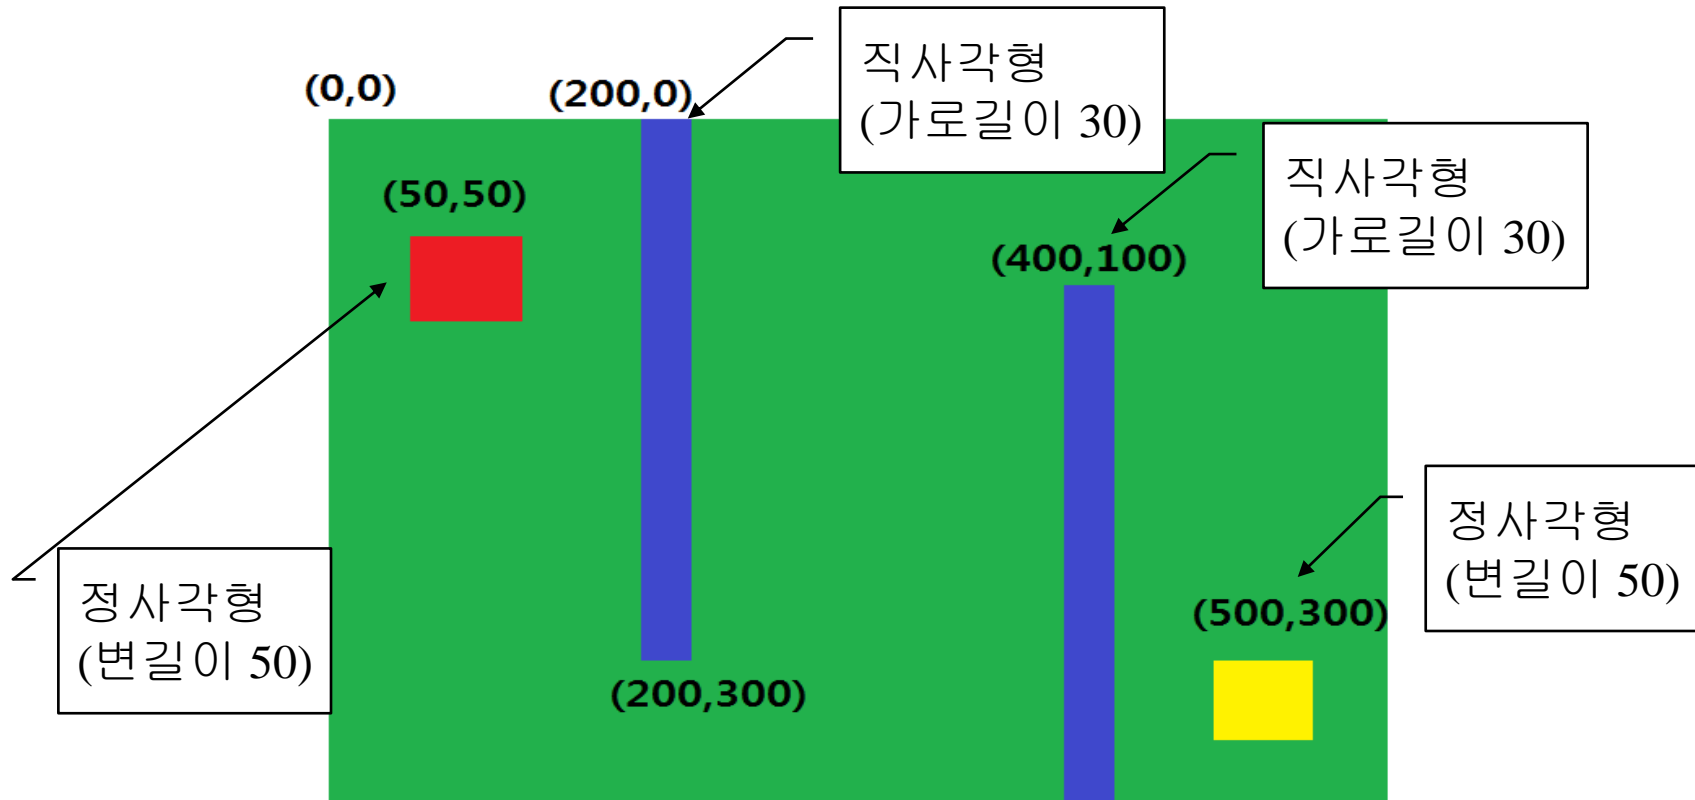 (0,0)
(200,0)
직사각형
(가로길이 30)
직사각형
(가로길이 30)
(50,50)
(400,100)
정사각형
(변길이 50)
정사각형
(변길이 50)
(500,300)
(200,300)